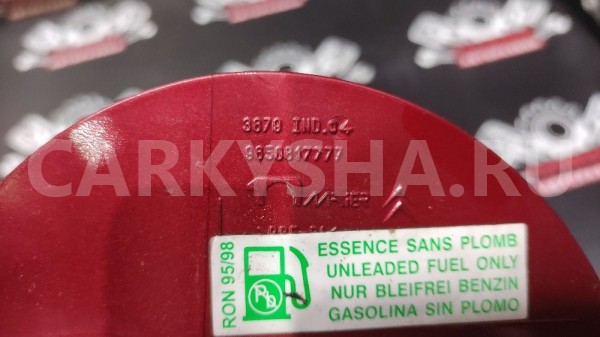 3879 IND.04
9650817777
CARKYSHA.RU
RON 95/98
ESSENCE SANS PLOMB
UNLEADED FUEL ONLY
NUR BLEIFREI BENZIN
GASOLINA SIN PLOMO